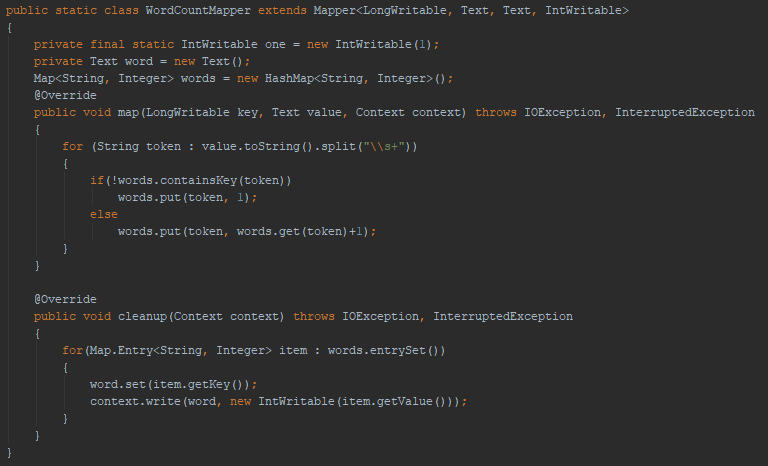 public static class WordCountMapper extends Mapper<LongWritable, Text, Text, IntWritable>
{
    private final static IntWritable one = new IntWritable(1);
    private Text word = new Text();
    Map<String, Integer> words = new HashMap<String, Integer>();
    @Override
    public void map(LongWritable key, Text value, Context context) throws IOException, InterruptedException
    {
        for (String token : value.toString().split("\\s+"))
        {
            if(!words.containsKey(token))
                words.put(token, 1);
            else
                words.put(token, words.get(token)+1);
        }
    }

    @Override
    public void cleanup(Context context) throws IOException, InterruptedException
    {
        for(Map.Entry<String, Integer> item : words.entrySet())
        {
            word.set(item.getKey());
            context.write(word, new IntWritable(item.getValue()));
        }
    }
}